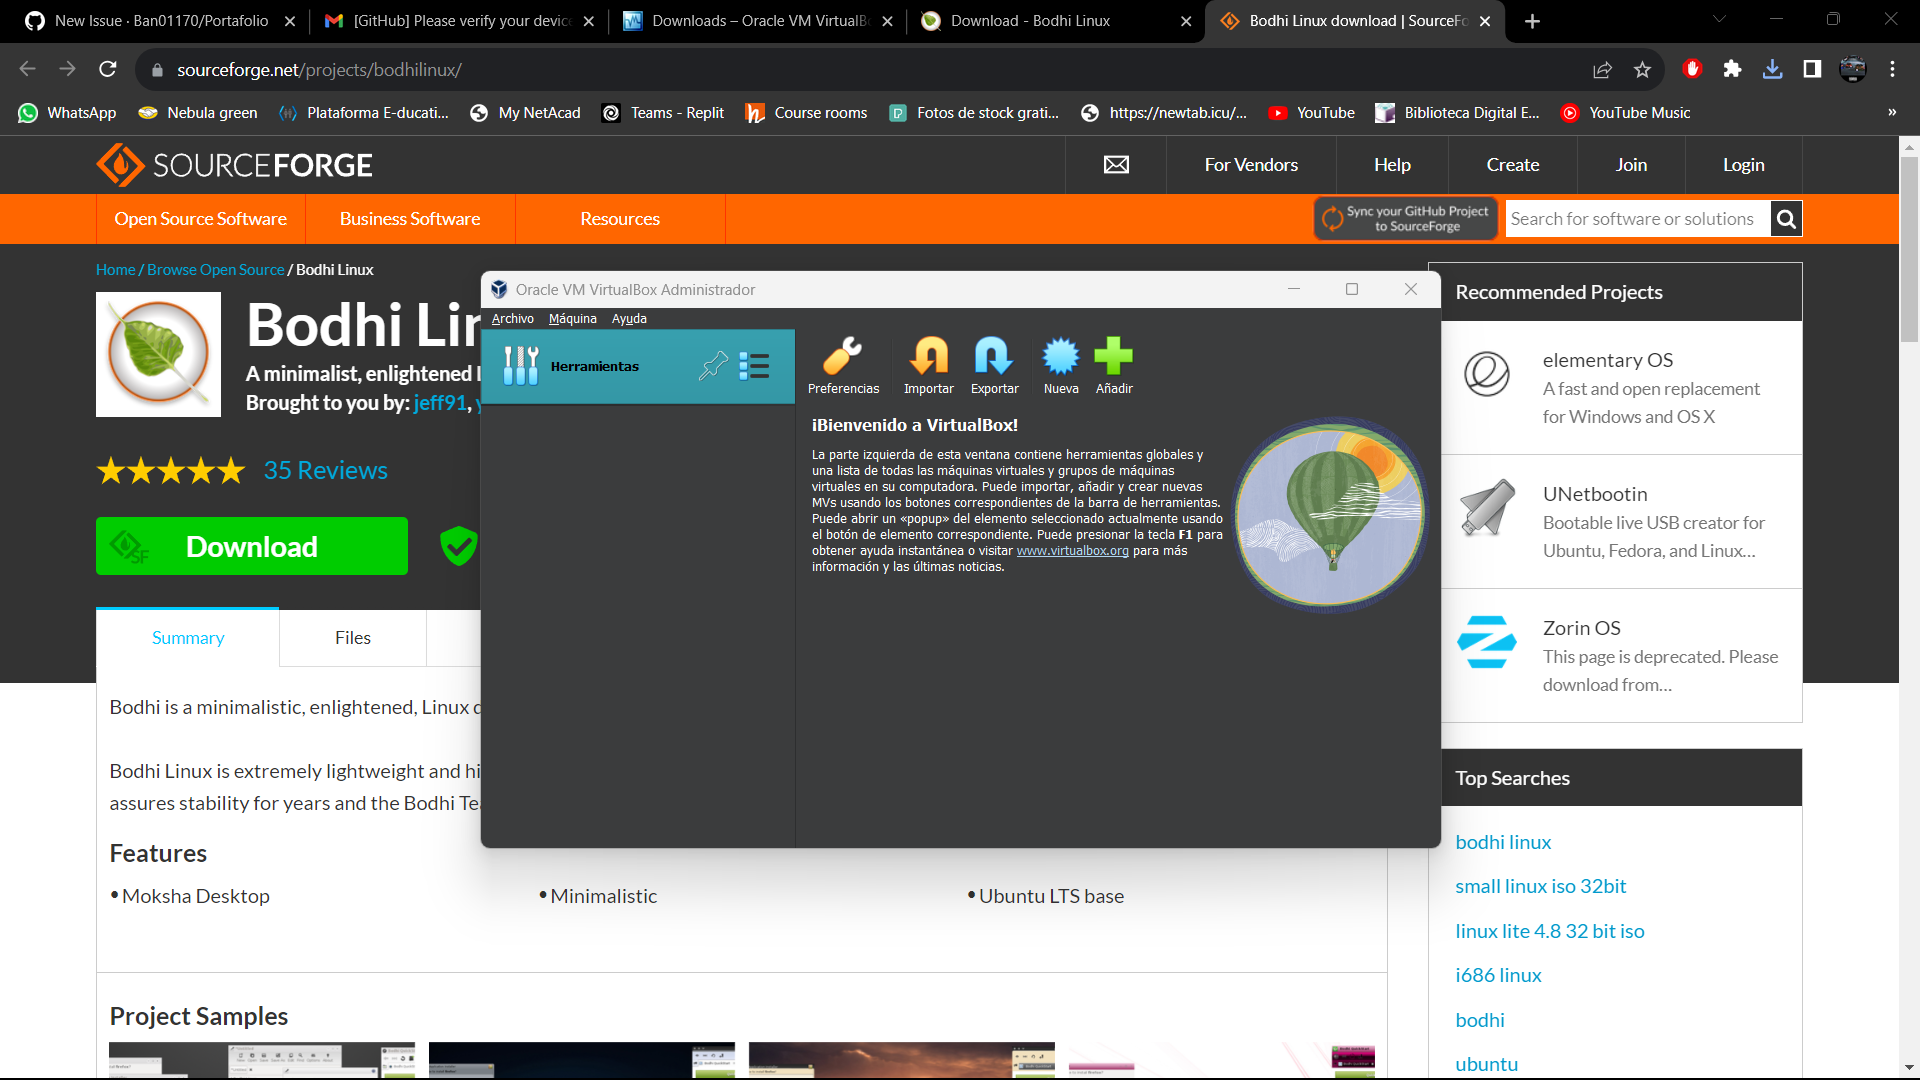 New Issue · Ban01170/Portafolio
[GitHub] Please verify your device
Downloads – Oracle VM VirtualB
Download - Bodhi Linux
Bodhi Linux download | SourceFo
sourceforge.net/projects/bodhilinux/
WhatsApp
Nebula green
Plataforma E-ducati...
My NetAcad
Teams - Replit
Course rooms
Fotos de stock grati...
https://newtab.icu/...
YouTube
Biblioteca Digital E...
YouTube Music
»
SOURCEFORGE
For Vendors
Help
Create
Join
Login
Open Source Software
Business Software
Resources
Sync your GitHub Project
to SourceForge
Search for software or solutions
Home / Browse Open Source / Bodhi Linux
Bodhi Lin
A minimalist, enlightened
Brought to you by: jeff91,
35 Reviews
SF
Download
Summary
Files
Bodhi is a minimalistic, enlightened, Linux
Bodhi Linux is extremely lightweight and hi
assures stability for years and the Bodhi Te
Features
• Moksha Desktop
• Minimalistic
• Ubuntu LTS base
Project Samples
Oracle VM VirtualBox Administrador
Archivo
Máquina
Ayuda
Herramientas
Preferencias
Importar
Exportar
Nueva
Añadir
¡Bienvenido a VirtualBox!
La parte izquierda de esta ventana contiene herramientas globales y
una lista de todas las máquinas virtuales y grupos de máquinas
virtuales en su computadora. Puede importar, añadir y crear nuevas
MVs usando los botones correspondientes de la barra de herramientas.
Puede abrir un «popup» del elemento seleccionado actualmente usando
el botón de elemento correspondiente. Puede presionar la tecla F1 para
obtener ayuda instantánea o visitar www.virtualbox.org para más
información y las últimas noticias.
Recommended Projects
elementary OS
A fast and open replacement
for Windows and OS X
UNetbootin
Bootable live USB creator for
Ubuntu, Fedora, and Linux...
Zorin OS
This page is deprecated. Please
download from...
Top Searches
bodhi linux
small linux iso 32bit
linux lite 4.8 32 bit iso
i686 linux
bodhi
ubuntu